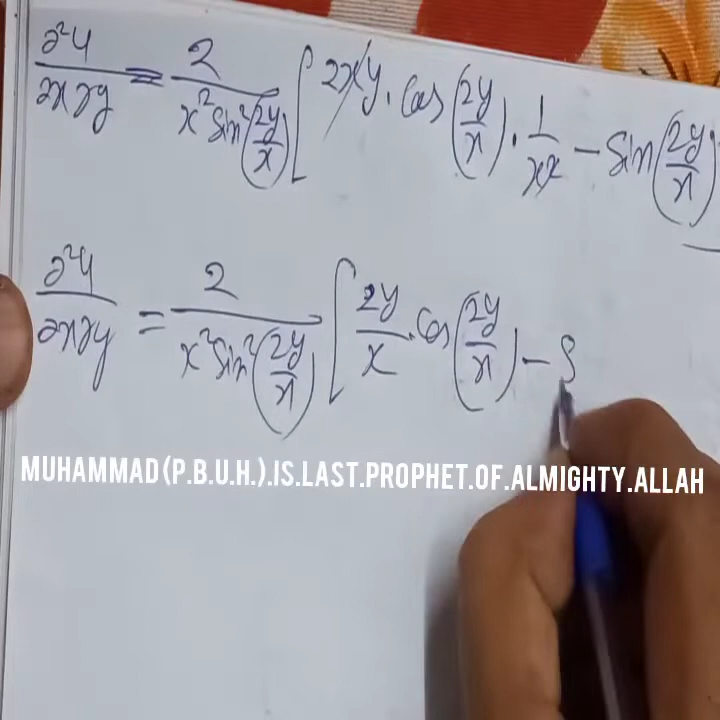 ∂²u/∂x∂y = 2/(x² sin²(2y/x)) [2xy. Cos(2y/x) . 1/x² − Sin(2y/x)
∂²u/∂x∂y = 2/(x² sin²(2y/x)) [2y/x . Cos(2y/x) − S
MUHAMMAD(P.B.U.H.).IS.LAST.PROPHET.OF.ALMIGHTY.ALLAH